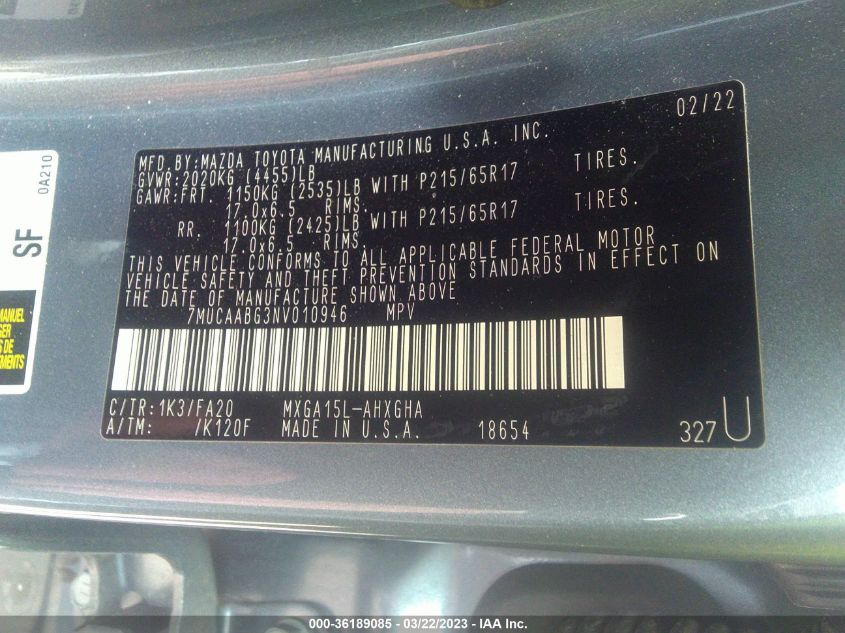 02/22
MFD.BY:MAZDA TOYOTA MANUFACTURING U.S.A. INC.
GVWR:2020KG (4455)LB
GAWR:FRT. 1150KG (2535)LB WITH P215/65R17 TIRES.
17.0x6.5 RIMS.
RR. 1100KG (2425)LB WITH P215/65R17 TIRES.
17.0x6.5 RIMS.
THIS VEHICLE CONFORMS TO ALL APPLICABLE FEDERAL MOTOR
VEHICLE SAFETY AND THEFT PREVENTION STANDARDS IN EFFECT ON
THE DATE OF MANUFACTURE SHOWN ABOVE
7MUCAABG3NV010946 MPV
C/TR:1K3/FA20 MXGA15L-AHXGHA
A/TM: /K120F MADE IN U.S.A. 18654 327 U
0A210
SF
MANUEL
GER
S DE
EMENTS
000-36189085 - 03/22/2023 - IAA Inc.